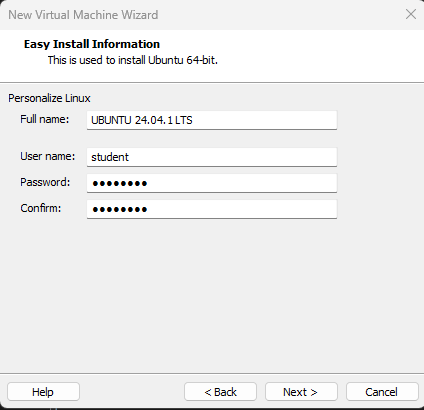 New Virtual Machine Wizard
Easy Install Information
This is used to install Ubuntu 64-bit.
Personalize Linux
Full name: UBUNTU 24.04.1 LTS
User name: student
Password: ●●●●●●●●
Confirm: ●●●●●●●●
Help < Back Next > Cancel